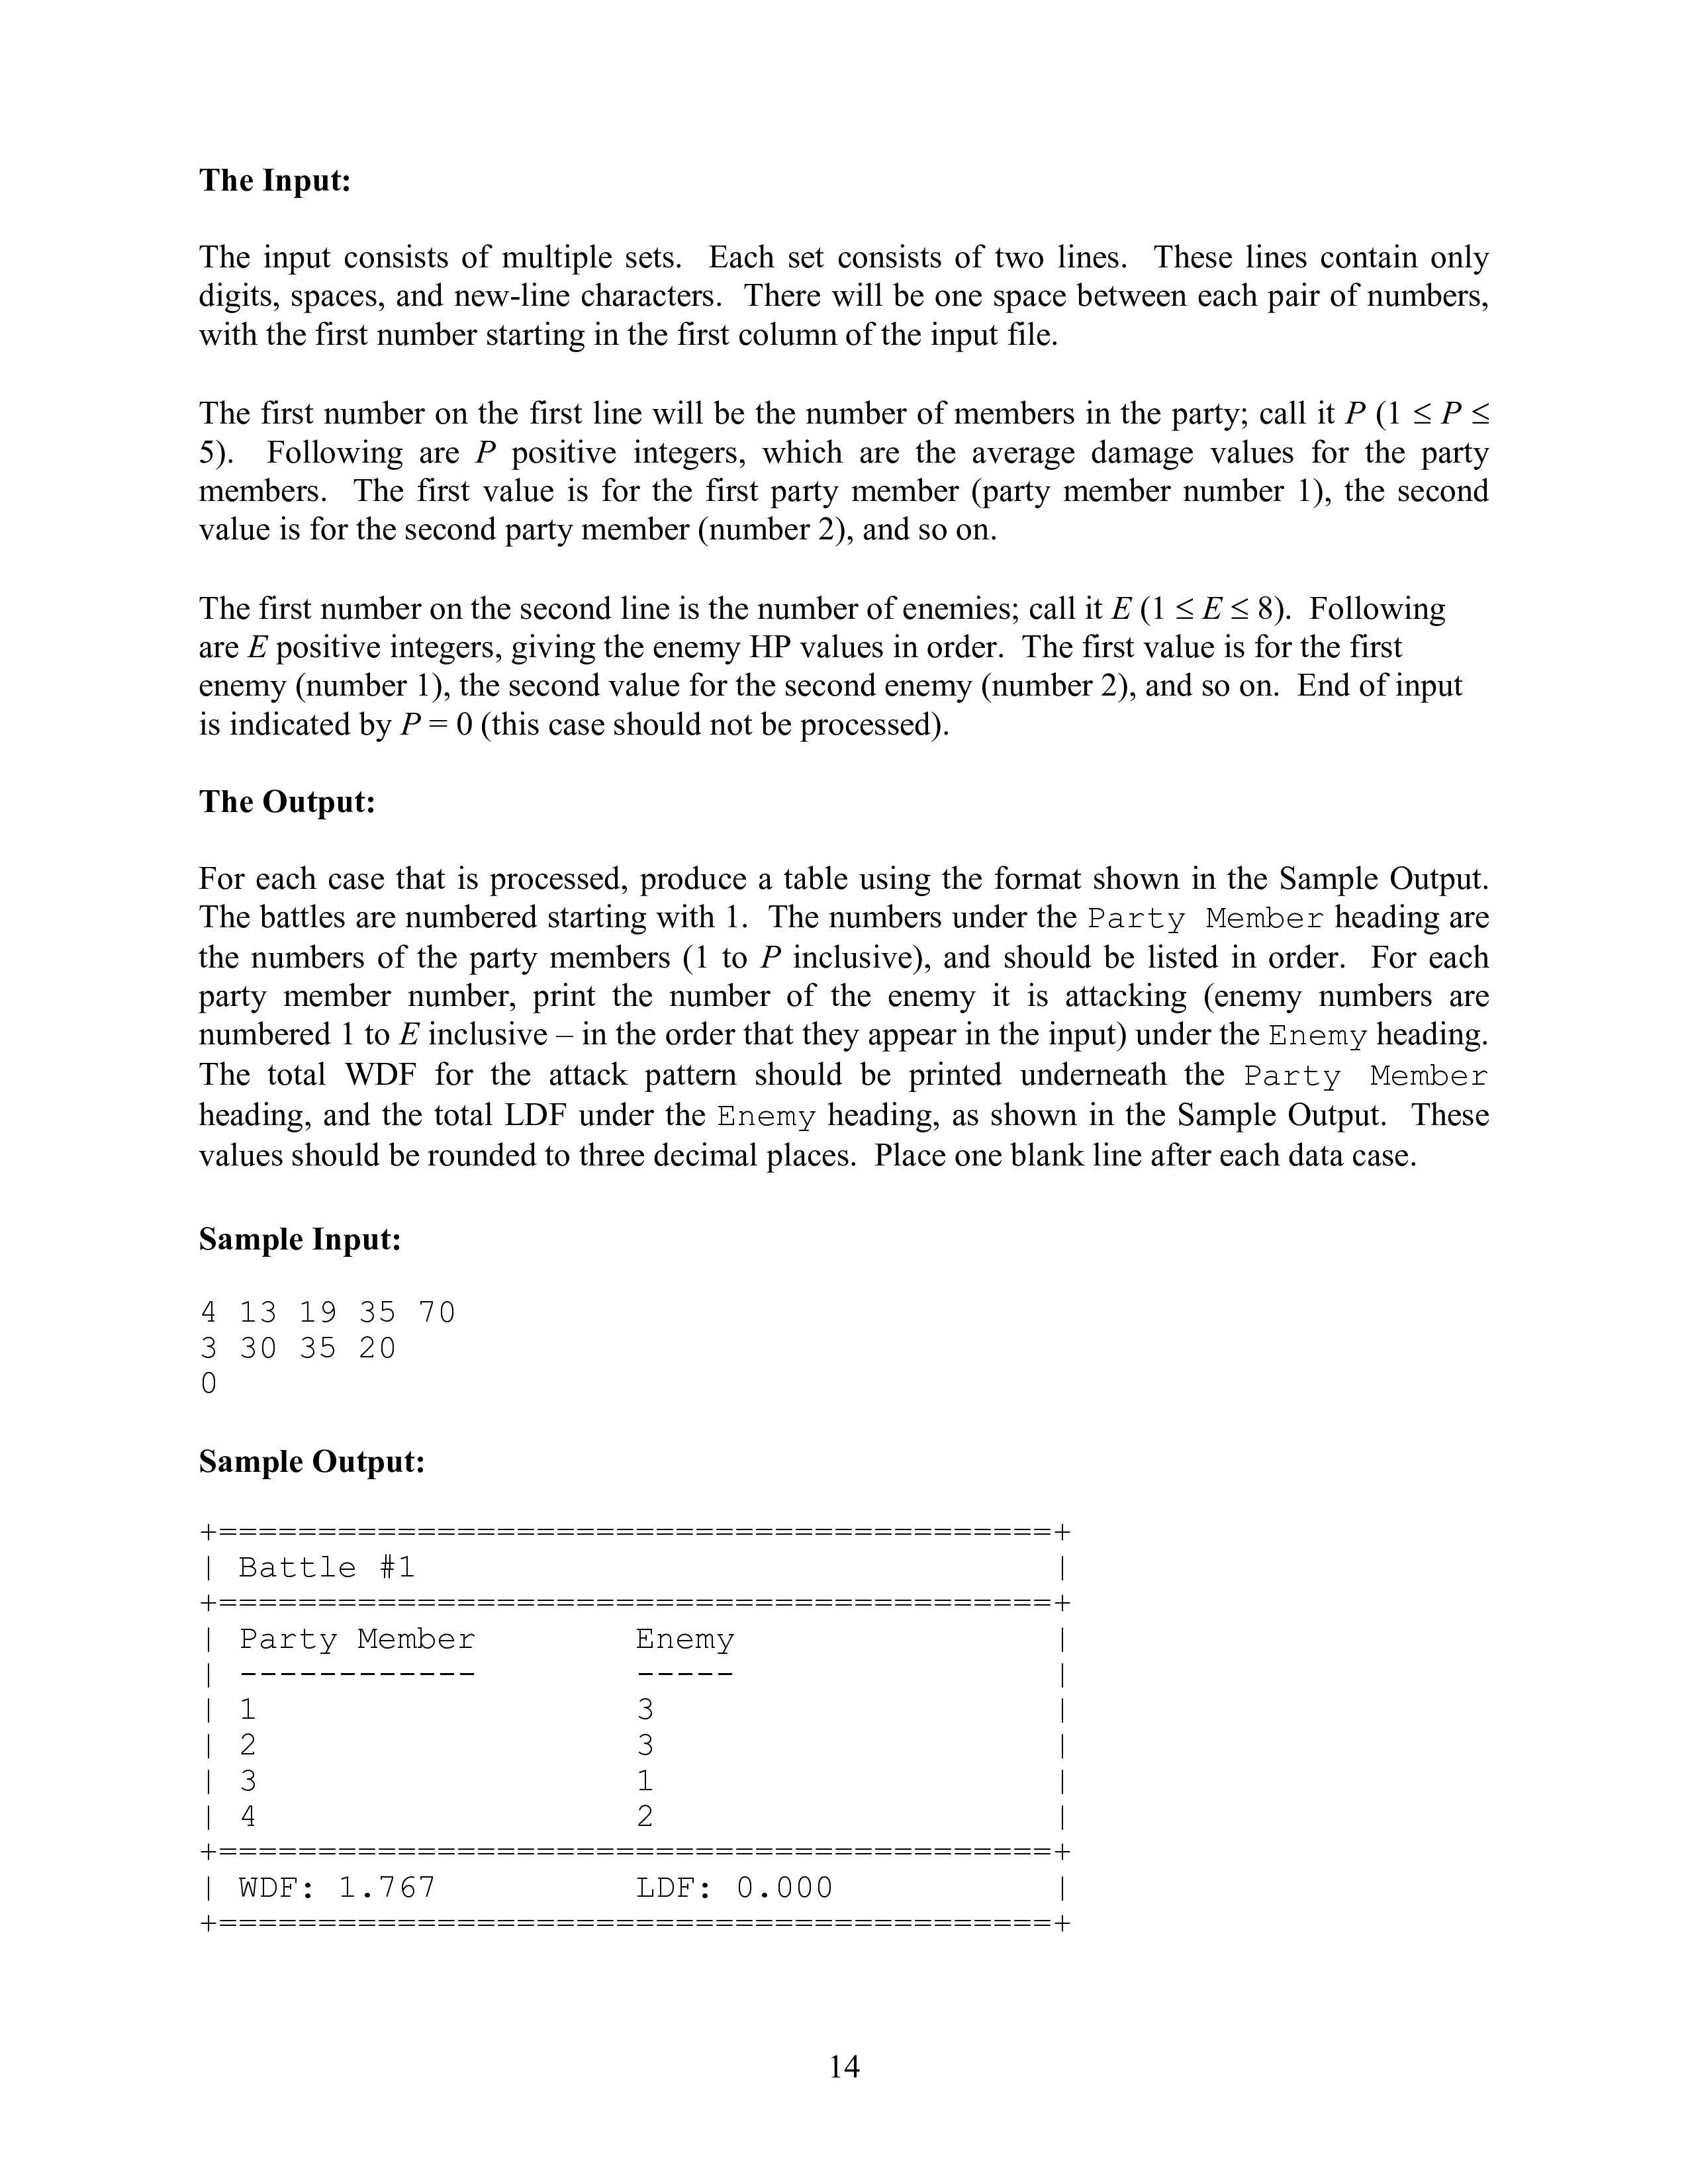 The Input:
The input consists of multiple sets.  Each set consists of two lines.  These lines contain only
digits, spaces, and new-line characters.  There will be one space between each pair of numbers,
with the first number starting in the first column of the input file.
The first number on the first line will be the number of members in the party; call it P (1 ≤ P ≤
5).  Following are P positive integers, which are the average damage values for the party
members.  The first value is for the first party member (party member number 1), the second
value is for the second party member (number 2), and so on.
The first number on the second line is the number of enemies; call it E (1 ≤ E ≤ 8).  Following
are E positive integers, giving the enemy HP values in order.  The first value is for the first
enemy (number 1), the second value for the second enemy (number 2), and so on.  End of input
is indicated by P = 0 (this case should not be processed).
The Output:
For each case that is processed, produce a table using the format shown in the Sample Output.
The battles are numbered starting with 1.  The numbers under the Party Member heading are
the numbers of the party members (1 to P inclusive), and should be listed in order.  For each
party member number, print the number of the enemy it is attacking (enemy numbers are
numbered 1 to E inclusive – in the order that they appear in the input) under the Enemy heading.
The total WDF for the attack pattern should be printed underneath the Party Member
heading, and the total LDF under the Enemy heading, as shown in the Sample Output.  These
values should be rounded to three decimal places.  Place one blank line after each data case.
Sample Input:
4 13 19 35 70
3 30 35 20
0
Sample Output:
+==========================================+
| Battle #1                                |
+==========================================+
| Party Member        Enemy                |
| ------------        -----                |
| 1                   3                    |
| 2                   3                    |
| 3                   1                    |
| 4                   2                    |
+==========================================+
| WDF: 1.767          LDF: 0.000           |
+==========================================+
14